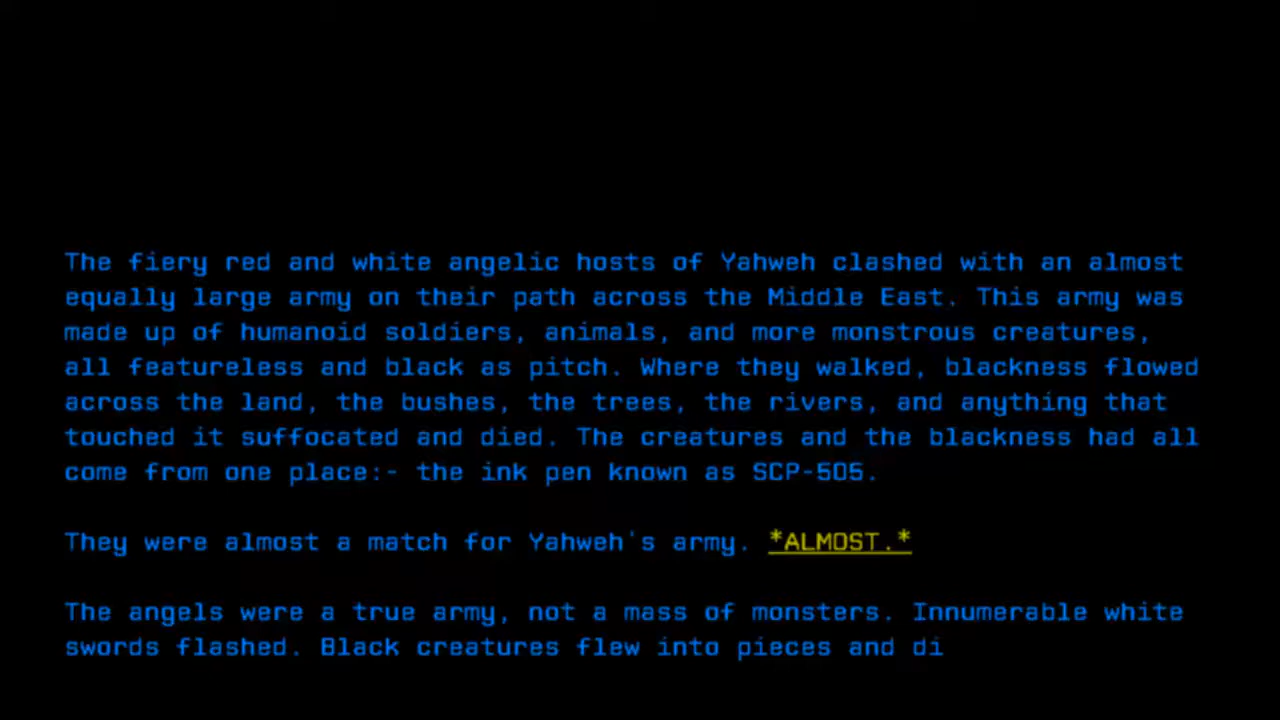 The fiery red and white angelic hosts of Yahweh clashed with an almost
equally large army on their path across the Middle East. This army was
made up of humanoid soldiers, animals, and more monstrous creatures,
all featureless and black as pitch. Where they walked, blackness flowed
across the land, the bushes, the trees, the rivers, and anything that
touched it suffocated and died. The creatures and the blackness had all
come from one place:- the ink pen known as SCP-505.
They were almost a match for Yahweh's army. *ALMOST.*
The angels were a true army, not a mass of monsters. Innumerable white
swords flashed. Black creatures flew into pieces and di